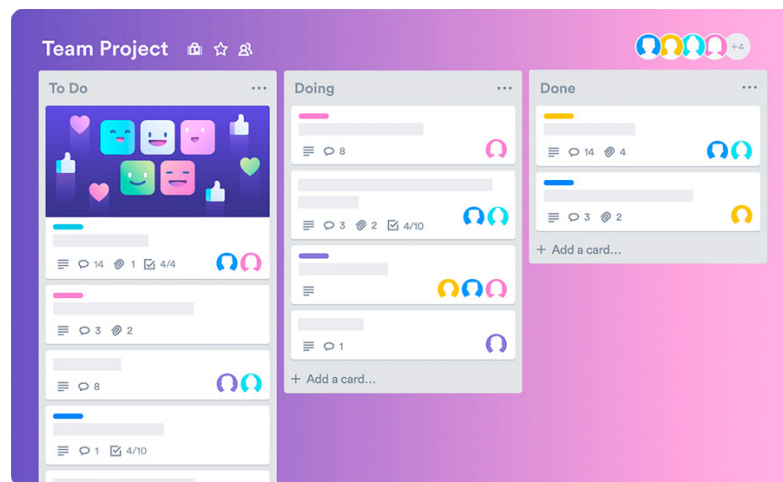 Team Project
+4
To Do
14 1 4/4
3 2
8
1 4/10
Doing
8
3 2 4/10
1
+ Add a card...
Done
14 4
3 2
+ Add a card...